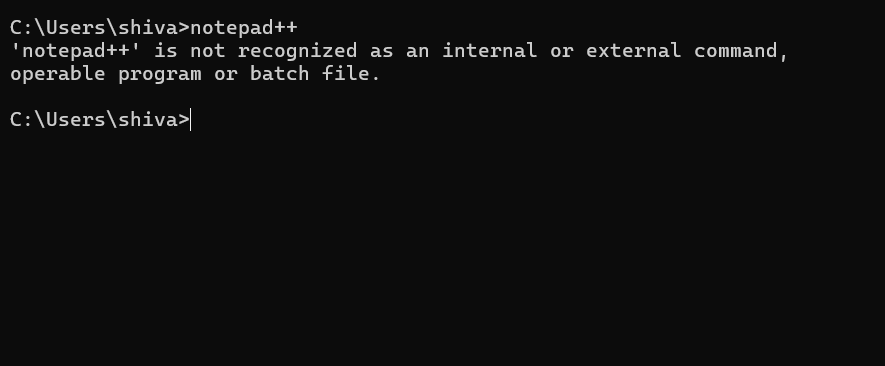 C:\Users\shiva>notepad++
'notepad++' is not recognized as an internal or external command,
operable program or batch file.
C:\Users\shiva>